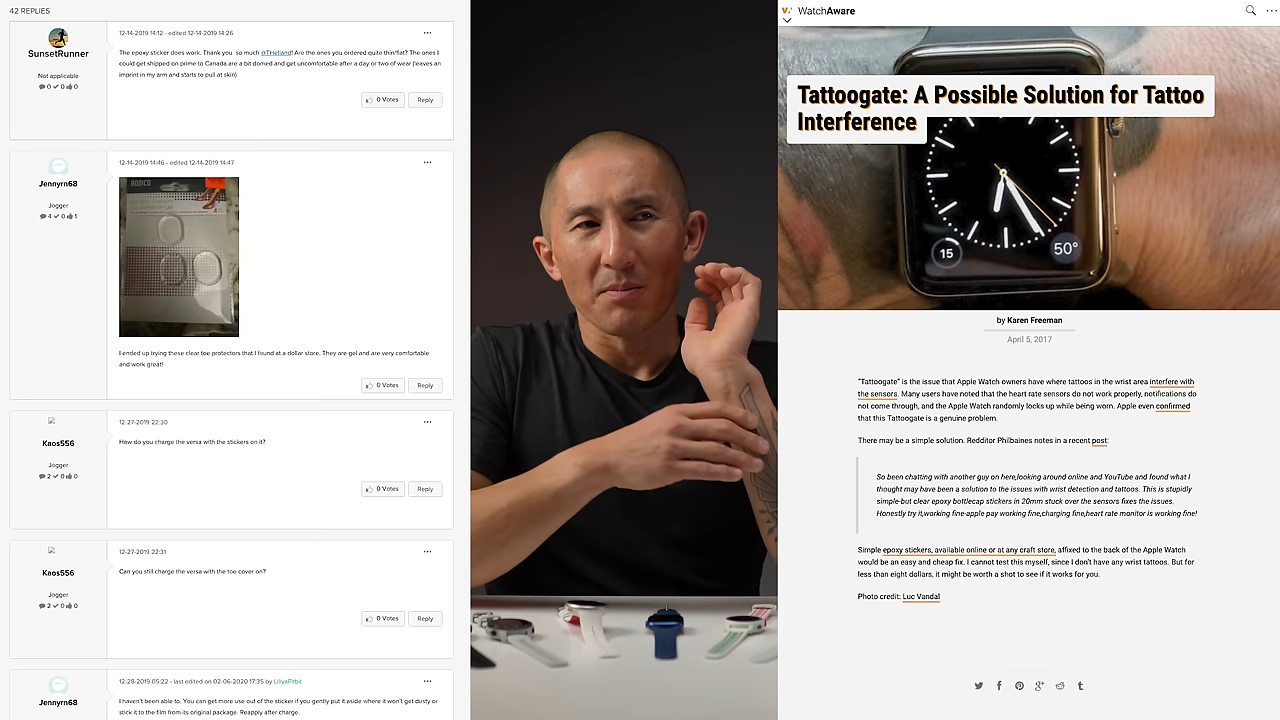 42 REPLIES
SunsetRunner
Not applicable
0 0 0
12-14-2019 14:12 - edited 12-14-2019 14:26
The epoxy sticker does work. Thank you so much @THelland! Are the ones you ordered quite thin/flat? The ones I
could get shipped on prime to Canada are a bit domed and get uncomfortable after a day or two of wear (leaves an
imprint in my arm and starts to pull at skin)
0 Votes
Reply
Jennyrn68
Jogger
4 0 1
12-14-2019 14:46 - edited 12-14-2019 14:47
I ended up trying these clear toe protectors that I found at a dollar store. They are gel and are very comfortable
and work great!
0 Votes
Reply
Kaos556
Jogger
2 0 0
12-27-2019 22:30
How do you charge the versa with the stickers on it?
0 Votes
Reply
Kaos556
Jogger
2 0 0
12-27-2019 22:31
Can you still charge the versa with the toe cover on?
0 Votes
Reply
Jennyrn68
12-28-2019 05:22 - last edited on 02-06-2020 17:35 by LiliyaFitbit
I haven't been able to. You can get more use out of the sticker if you gently put it aside where it won't get dusty or
stick it to the film from its original package. Reapply after charge.
WatchAware
Tattoogate: A Possible Solution for Tattoo
Interference
15
50°
by Karen Freeman
April 5, 2017
"Tattoogate" is the issue that Apple Watch owners have where tattoos in the wrist area interfere with
the sensors. Many users have noted that the heart rate sensors do not work properly, notifications do
not come through, and the Apple Watch randomly locks up while being worn. Apple even confirmed
that this Tattoogate is a genuine problem.
There may be a simple solution. Redditor Philbaines notes in a recent post:
So been chatting with another guy on here,looking around online and YouTube and found what I
thought may have been a solution to the issues with wrist detection and tattoos. This is stupidly
simple-but clear epoxy bottlecap stickers in 20mm stuck over the sensors fixes the issues.
Honestly try it,working fine-apple pay working fine,charging fine,heart rate monitor is working fine!
Simple epoxy stickers, available online or at any craft store, affixed to the back of the Apple Watch
would be an easy and cheap fix. I cannot test this myself, since I don't have any wrist tattoos. But for
less than eight dollars, it might be worth a shot to see if it works for you.
Photo credit: Luc Vandal